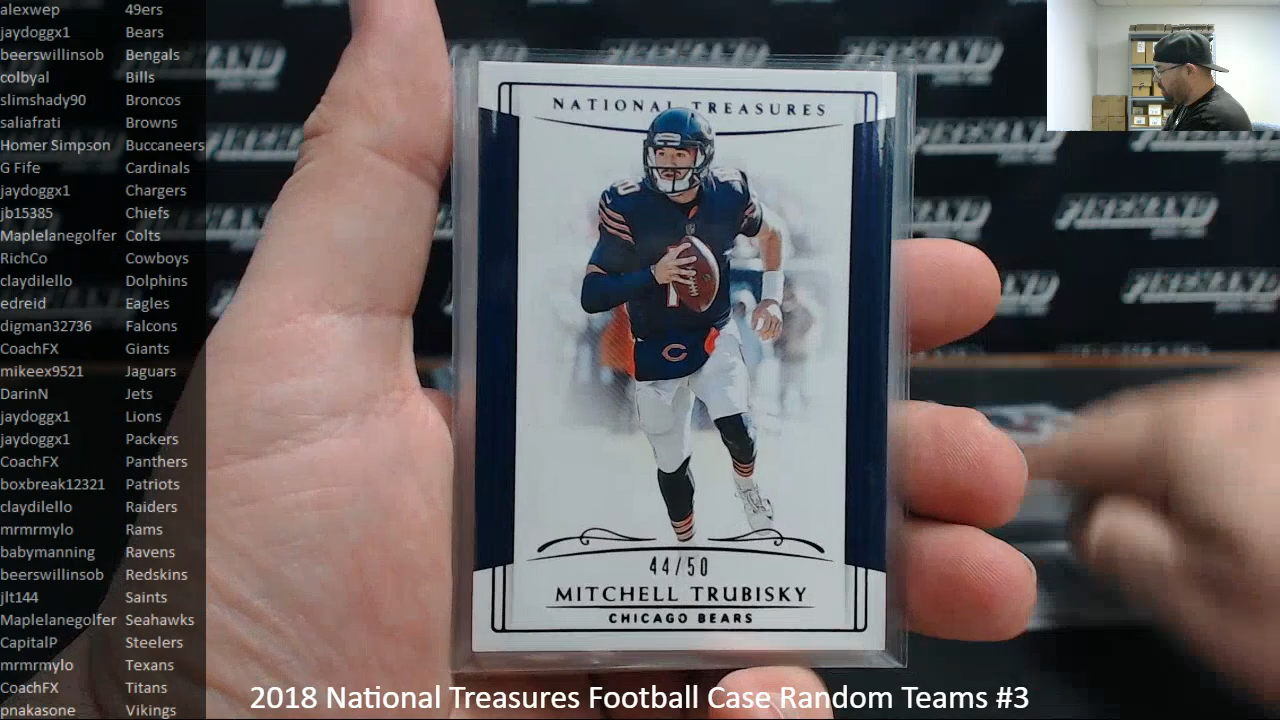 alexwep 49ers
jaydoggx1 Bears
beerswillinsob Bengals
colbyal Bills
slimshady90 Broncos
saliafrati Browns
Homer Simpson Buccaneers
G Fife Cardinals
jaydoggx1 Chargers
jb15385 Chiefs
Maplelanegolfer Colts
RichCo Cowboys
claydilello Dolphins
edreid Eagles
digman32736 Falcons
CoachFX Giants
mikeex9521 Jaguars
DarinN Jets
jaydoggx1 Lions
jaydoggx1 Packers
CoachFX Panthers
boxbreak12321 Patriots
claydilello Raiders
mrmrmylo Rams
babymanning Ravens
beerswillinsob Redskins
jlt144 Saints
Maplelanegolfer Seahawks
CapitalP Steelers
mrmrmylo Texans
CoachFX Titans
pnakasone Vikings
NATIONAL TREASURES
44/50
MITCHELL TRUBISKY
CHICAGO BEARS
2018 National Treasures Football Case Random Teams #3